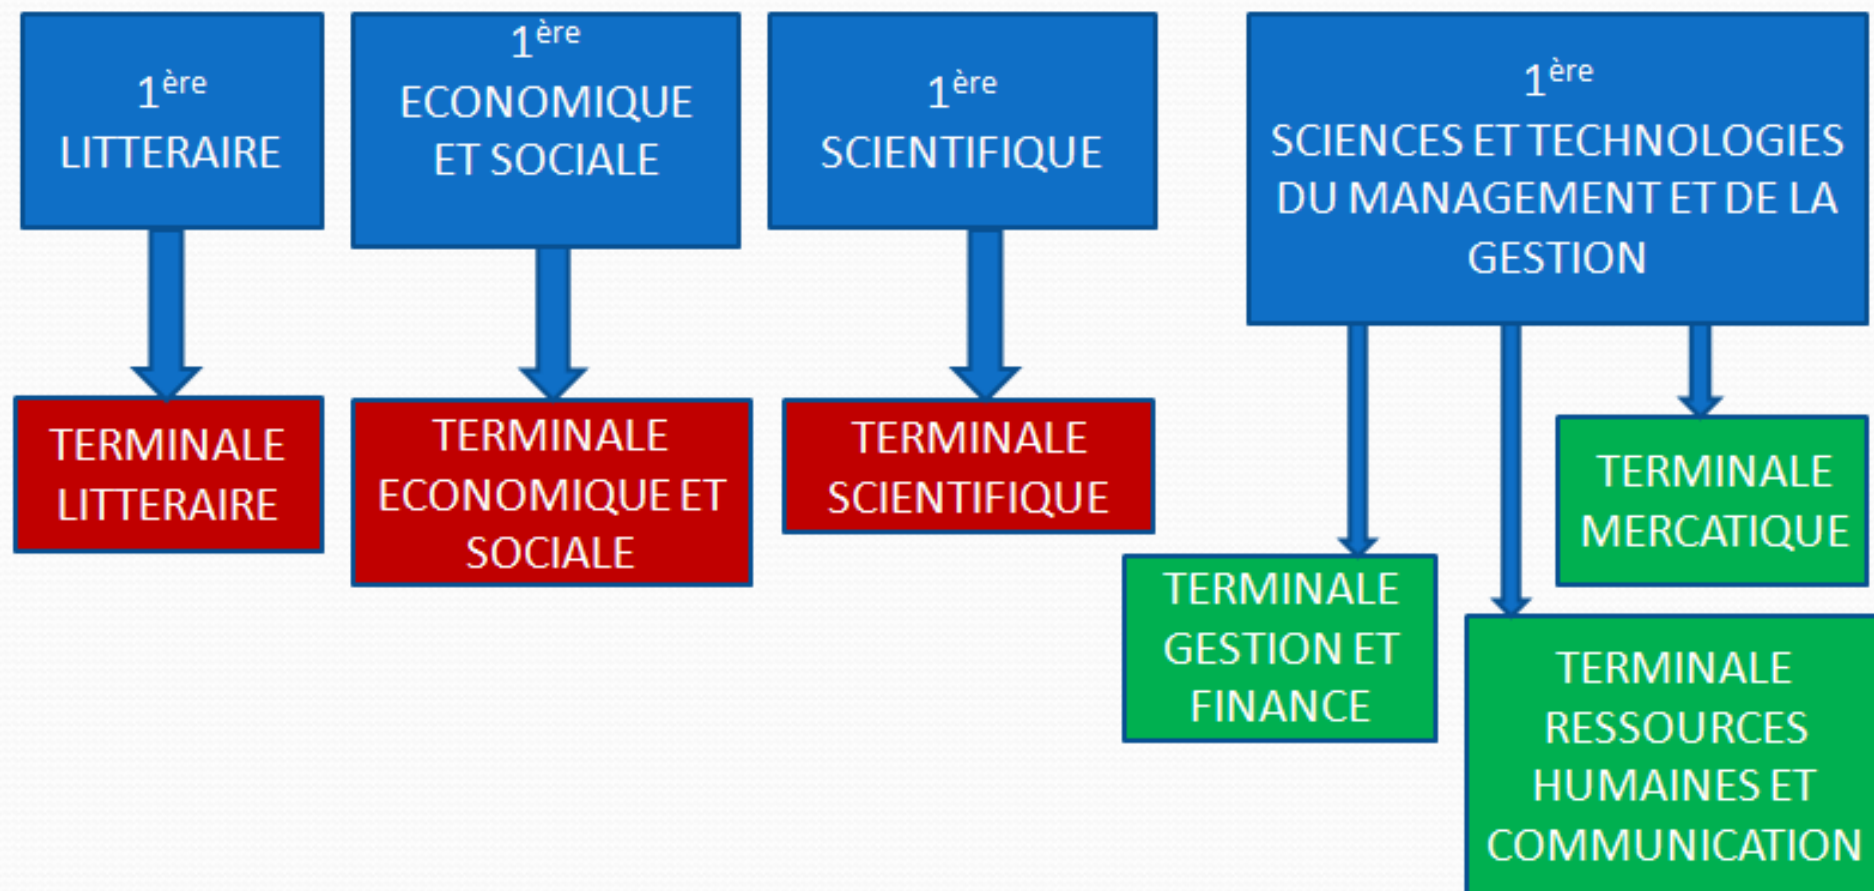 1ère
LITTERAIRE
1ère
ECONOMIQUE
ET SOCIALE
1ère
SCIENTIFIQUE
1ère
SCIENCES ET TECHNOLOGIES
DU MANAGEMENT ET DE LA
GESTION
TERMINALE
LITTERAIRE
TERMINALE
ECONOMIQUE ET
SOCIALE
TERMINALE
SCIENTIFIQUE
TERMINALE
GESTION ET
FINANCE
TERMINALE
RESSOURCES
HUMAINES ET
COMMUNICATION
TERMINALE
MERCATIQUE